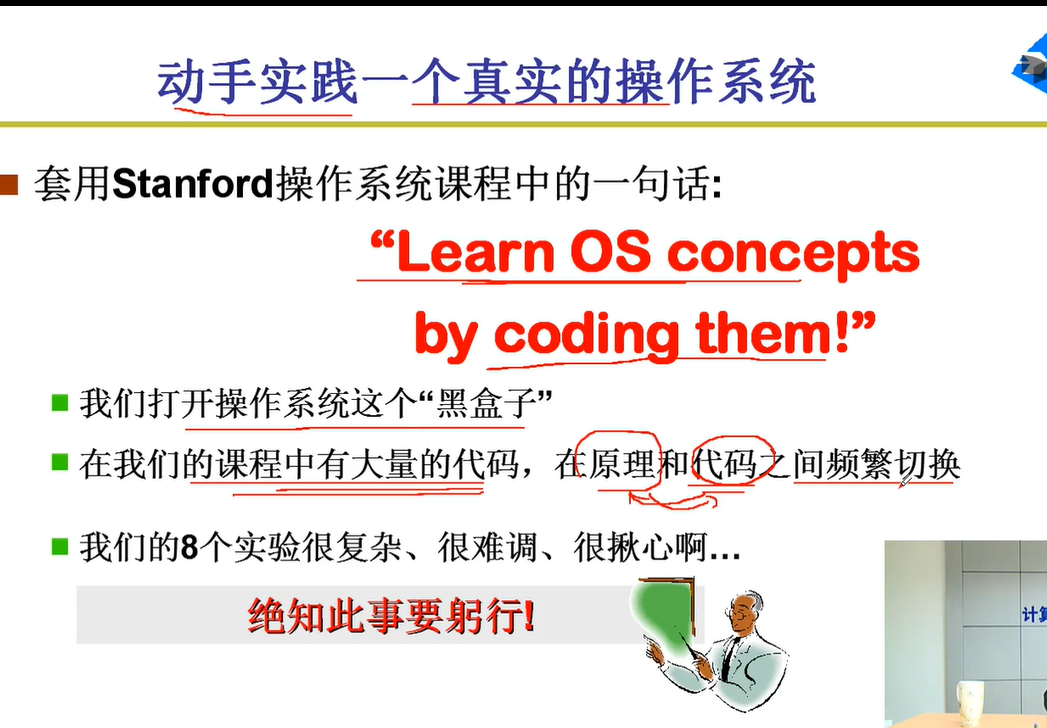 动手实践一个真实的操作系统
套用Stanford操作系统课程中的一句话:
“Learn OS concepts
by coding them!”
我们打开操作系统这个“黑盒子”
在我们的课程中有大量的代码，在原理和代码之间频繁切换
我们的8个实验很复杂、很难调、很揪心啊...
绝知此事要躬行!
计算